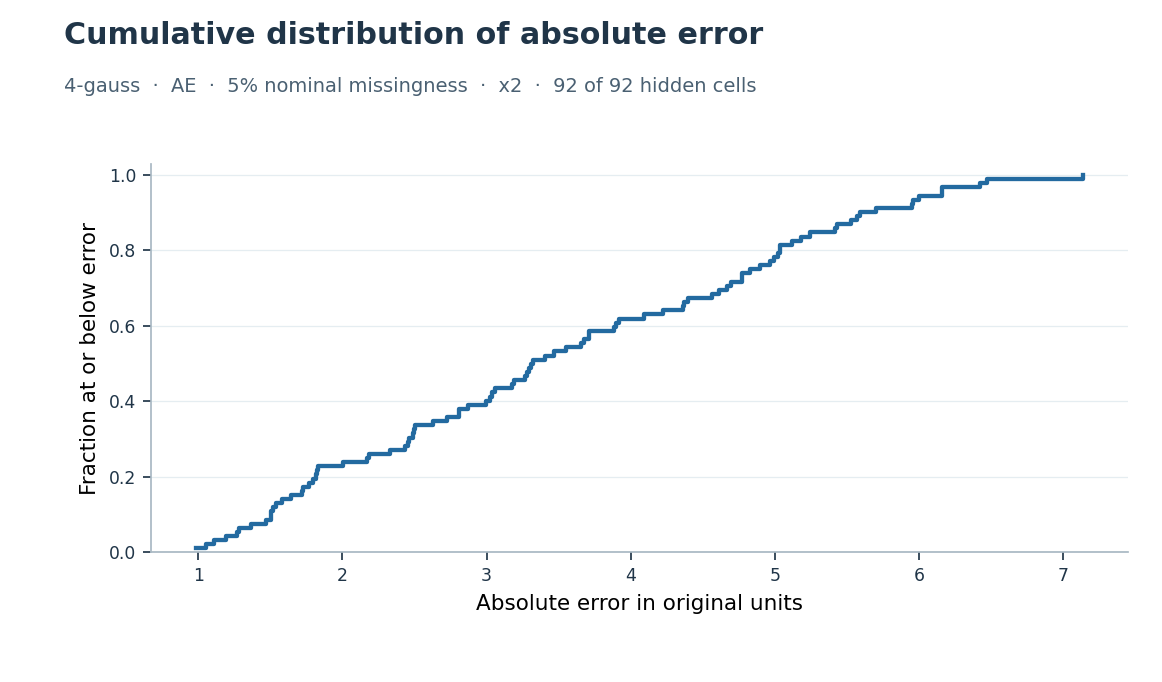 Cumulative distribution of absolute error
4-gauss · AE · 5% nominal missingness · x2 · 92 of 92 hidden cells
Fraction at or below error
1.0
0.8
0.6
0.4
0.2
0.0
1 2 3 4 5 6 7
Absolute error in original units